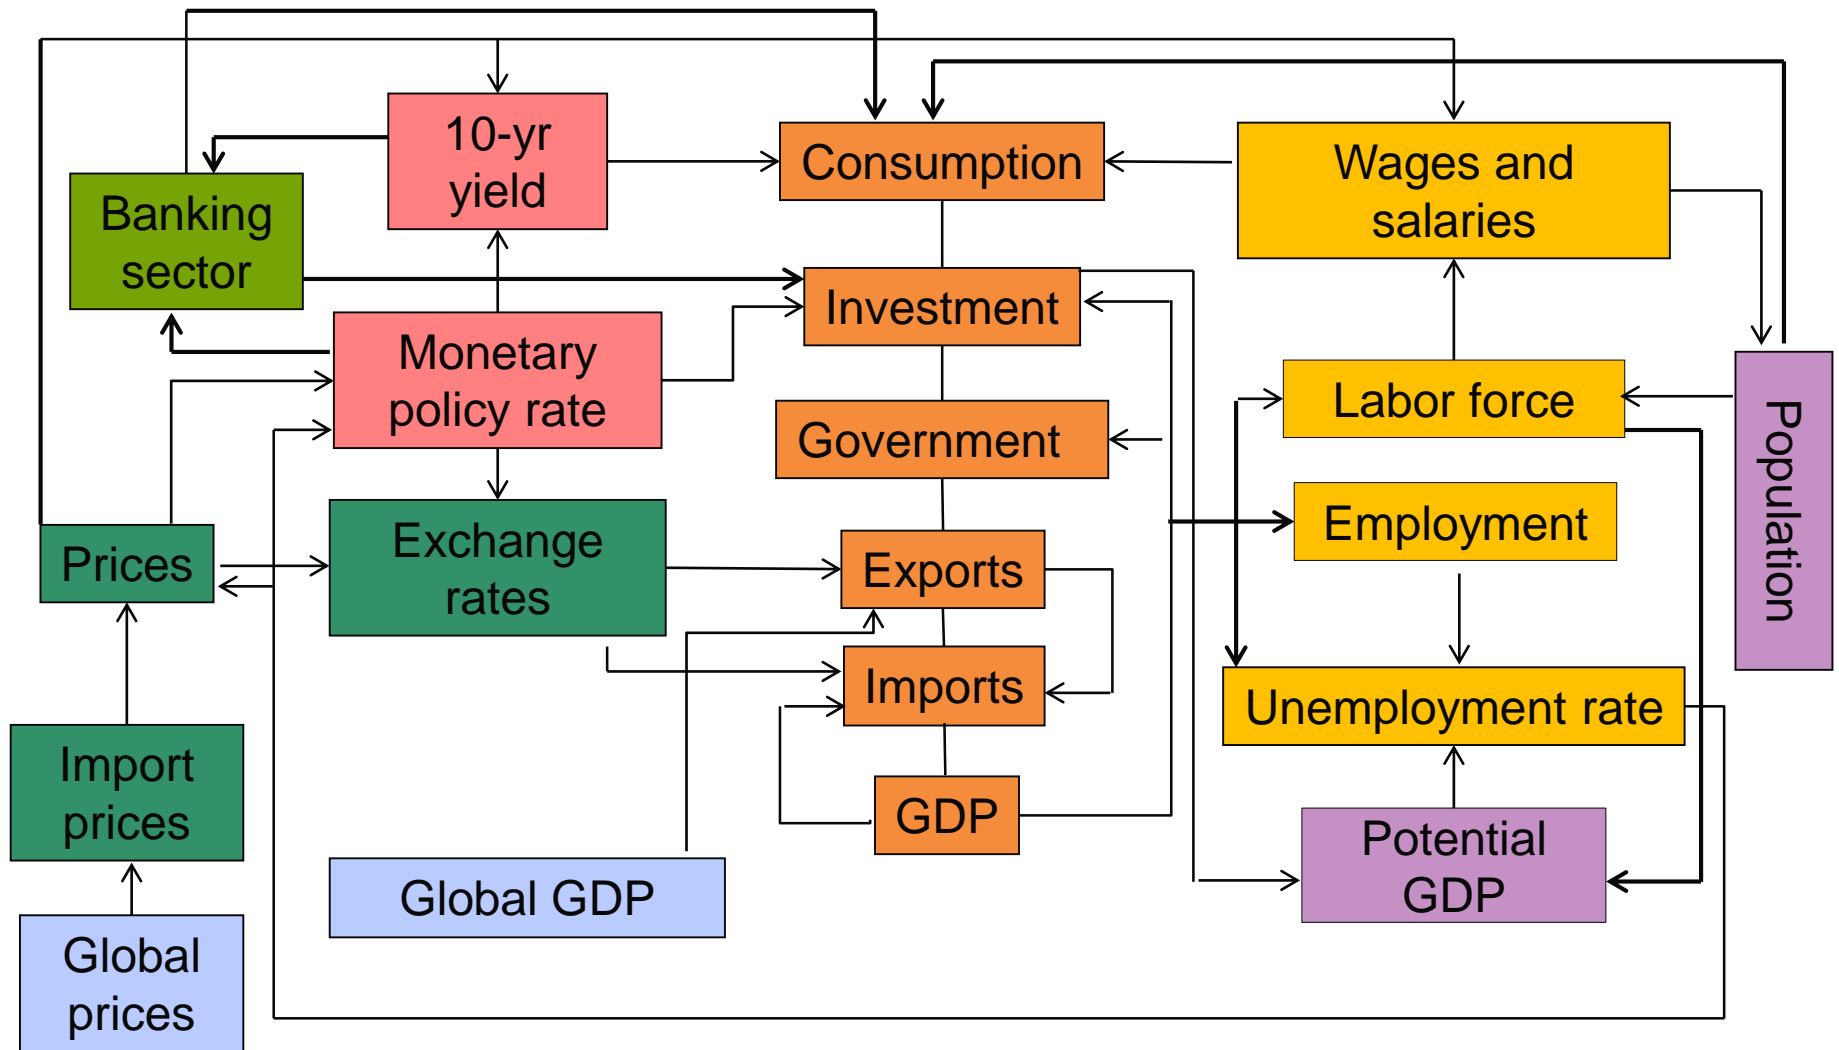 10-yr
yield
Consumption
Wages and
salaries
Banking
sector
Investment
Monetary
policy rate
Labor force
Population
Government
Employment
Exchange
rates
Prices
Exports
Imports
Unemployment rate
Import
prices
GDP
Potential
GDP
Global GDP
Global
prices